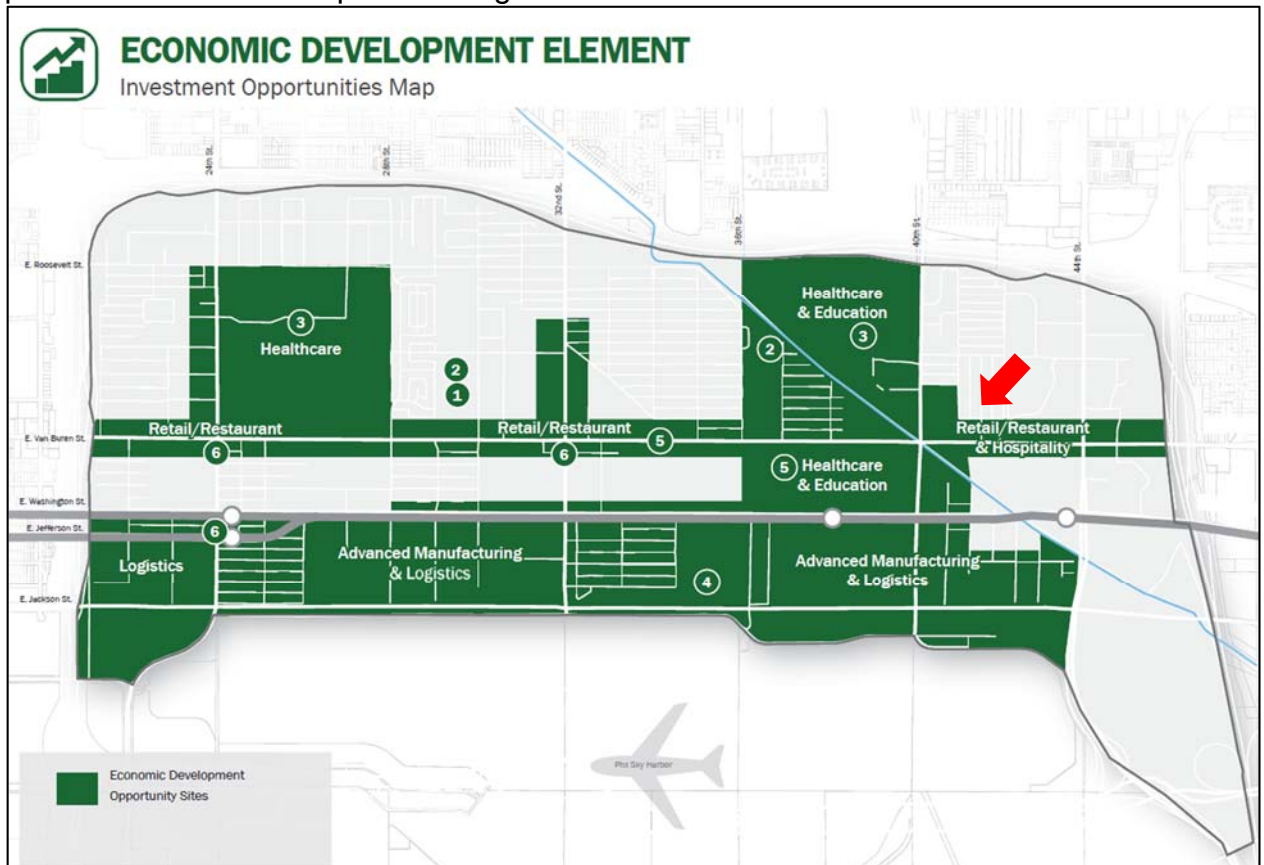 ECONOMIC DEVELOPMENT ELEMENT
Investment Opportunities Map
24th St.
28th St.
32nd St.
36th St.
40th St.
44th St.
E. Roosevelt St.
Healthcare
& Education
3
3
Healthcare
2
2
1
Retail/Restaurant
Retail/Restaurant
Retail/Restaurant
& Hospitality
E. Van Buren St.
5
6
6
5
Healthcare
& Education
E. Washington St.
E. Jefferson St.
6
Logistics
Advanced Manufacturing
& Logistics
Advanced Manufacturing
& Logistics
4
E. Jackson St.
Phx Sky Harbor
Economic Development
Opportunity Sites